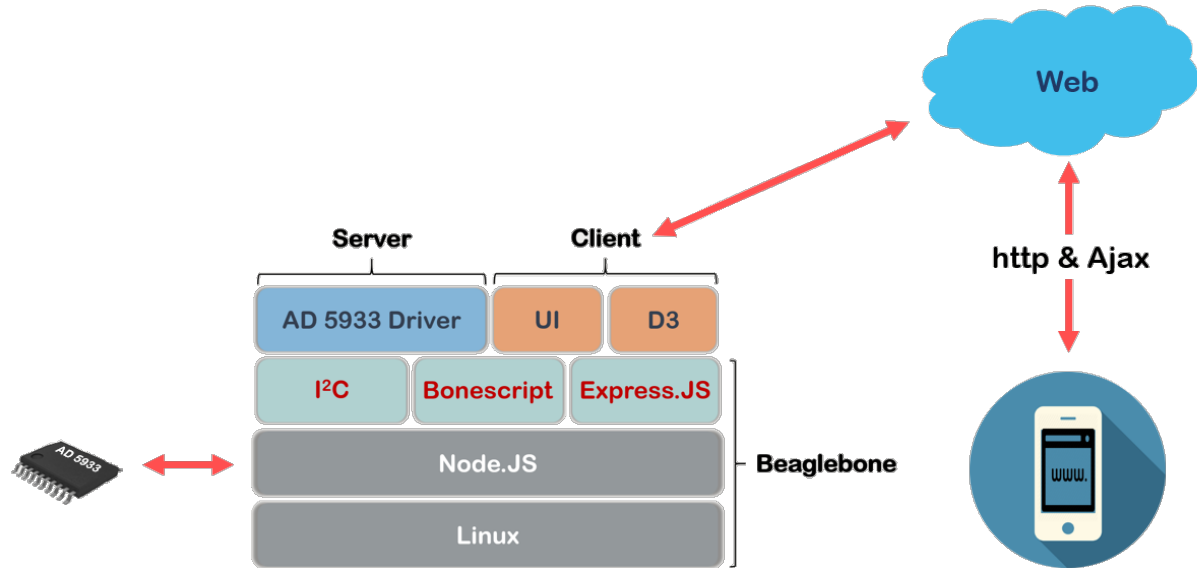 Web
Server
Client
http & Ajax
AD 5933 Driver
UI
D3
I²C
Bonescript
Express.JS
AD 5933
Node.JS
Beaglebone
www.
Linux